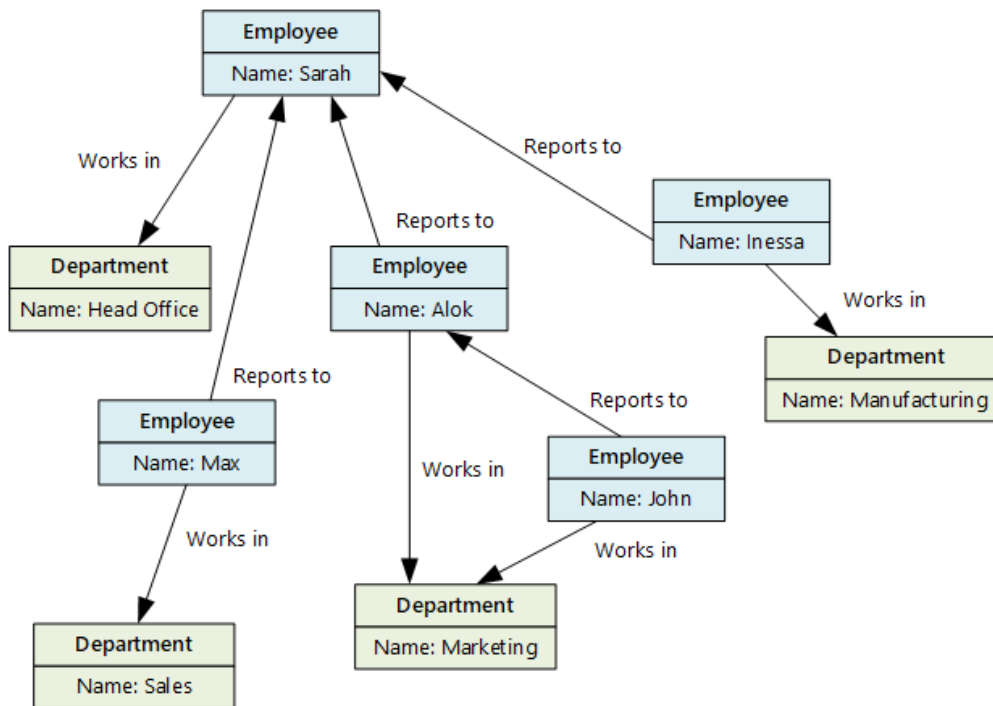 Employee
Name: Sarah
Works in
Reports to
Employee
Name: Inessa
Reports to
Department
Name: Head Office
Employee
Name: Alok
Works in
Department
Name: Manufacturing
Reports to
Employee
Name: Max
Reports to
Employee
Name: John
Works in
Works in
Works in
Department
Name: Marketing
Department
Name: Sales